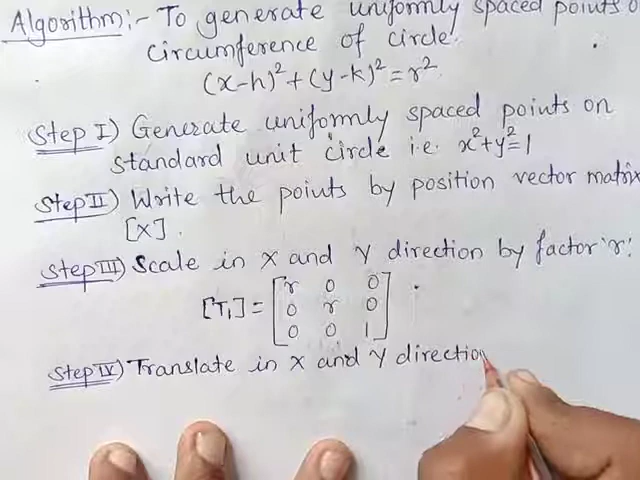 Algorithm:- To generate uniformly spaced points o
circumference of circle.
(x-h)²+(y-k)²=r²
Step I) Generate uniformly spaced points on
standard unit circle i.e. x²+y²=1
Step II) Write the points by position vector matrix
[X].
Step III) Scale in X and Y direction by factor 'r'.
[T₁] = [r 0 0
0 r 0
0 0 1]
Step IV) Translate in X and Y direction